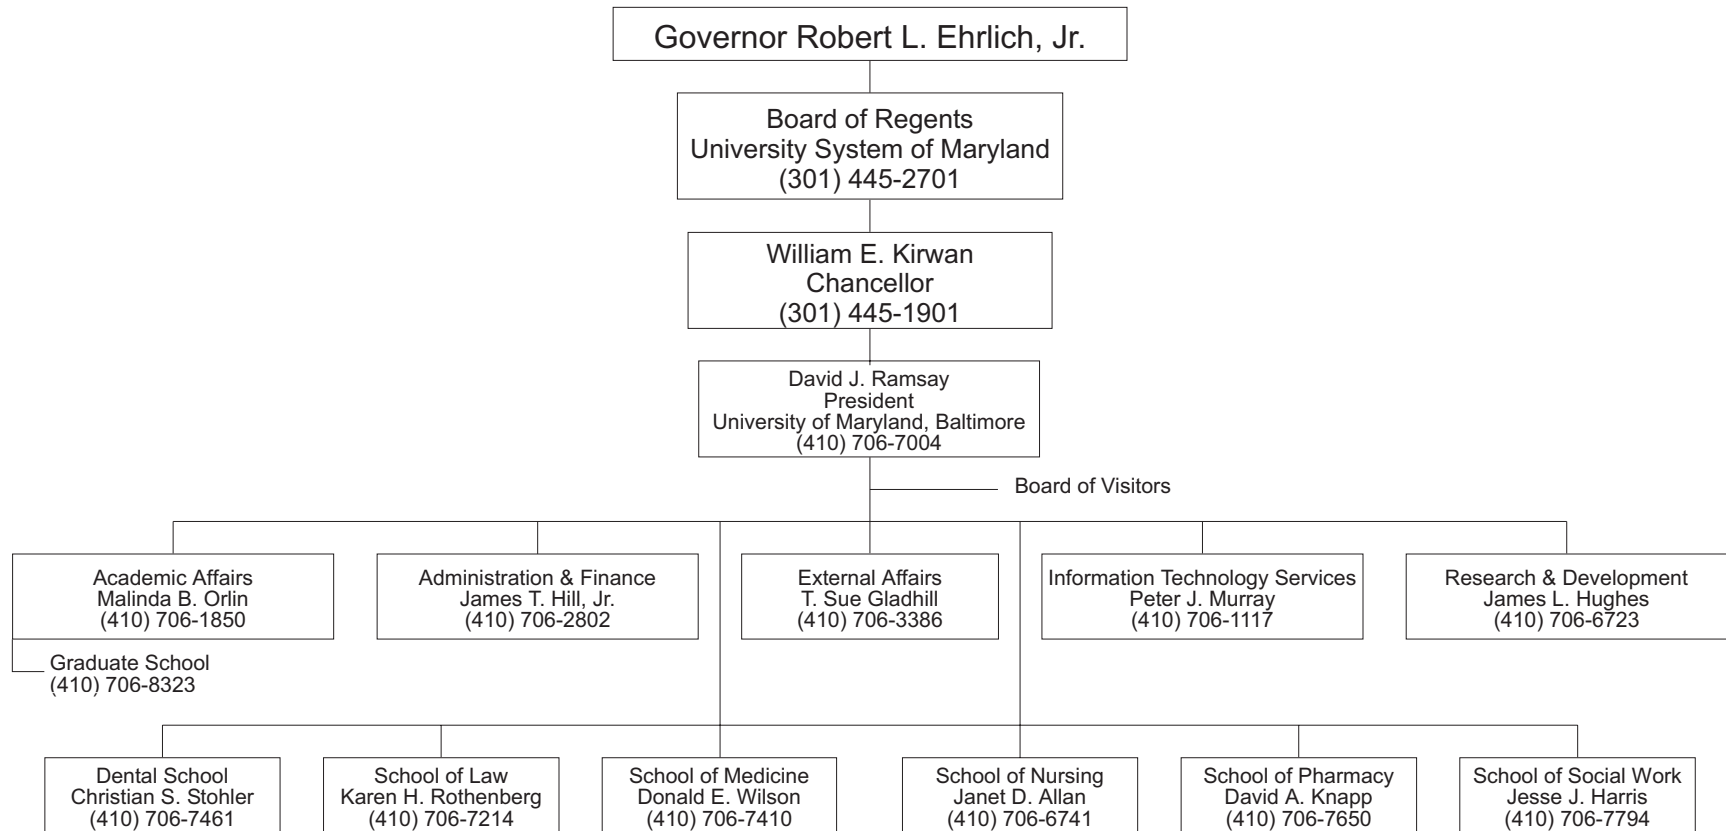 Governor Robert L. Ehrlich, Jr.
Board of Regents
University System of Maryland
(301) 445-2701
William E. Kirwan
Chancellor
(301) 445-1901
David J. Ramsay
President
University of Maryland, Baltimore
(410) 706-7004
Board of Visitors
Academic Affairs
Malinda B. Orlin
(410) 706-1850
Administration & Finance
James T. Hill, Jr.
(410) 706-2802
External Affairs
T. Sue Gladhill
(410) 706-3386
Information Technology Services
Peter J. Murray
(410) 706-1117
Research & Development
James L. Hughes
(410) 706-6723
Graduate School
(410) 706-8323
Dental School
Christian S. Stohler
(410) 706-7461
School of Law
Karen H. Rothenberg
(410) 706-7214
School of Medicine
Donald E. Wilson
(410) 706-7410
School of Nursing
Janet D. Allan
(410) 706-6741
School of Pharmacy
David A. Knapp
(410) 706-7650
School of Social Work
Jesse J. Harris
(410) 706-7794